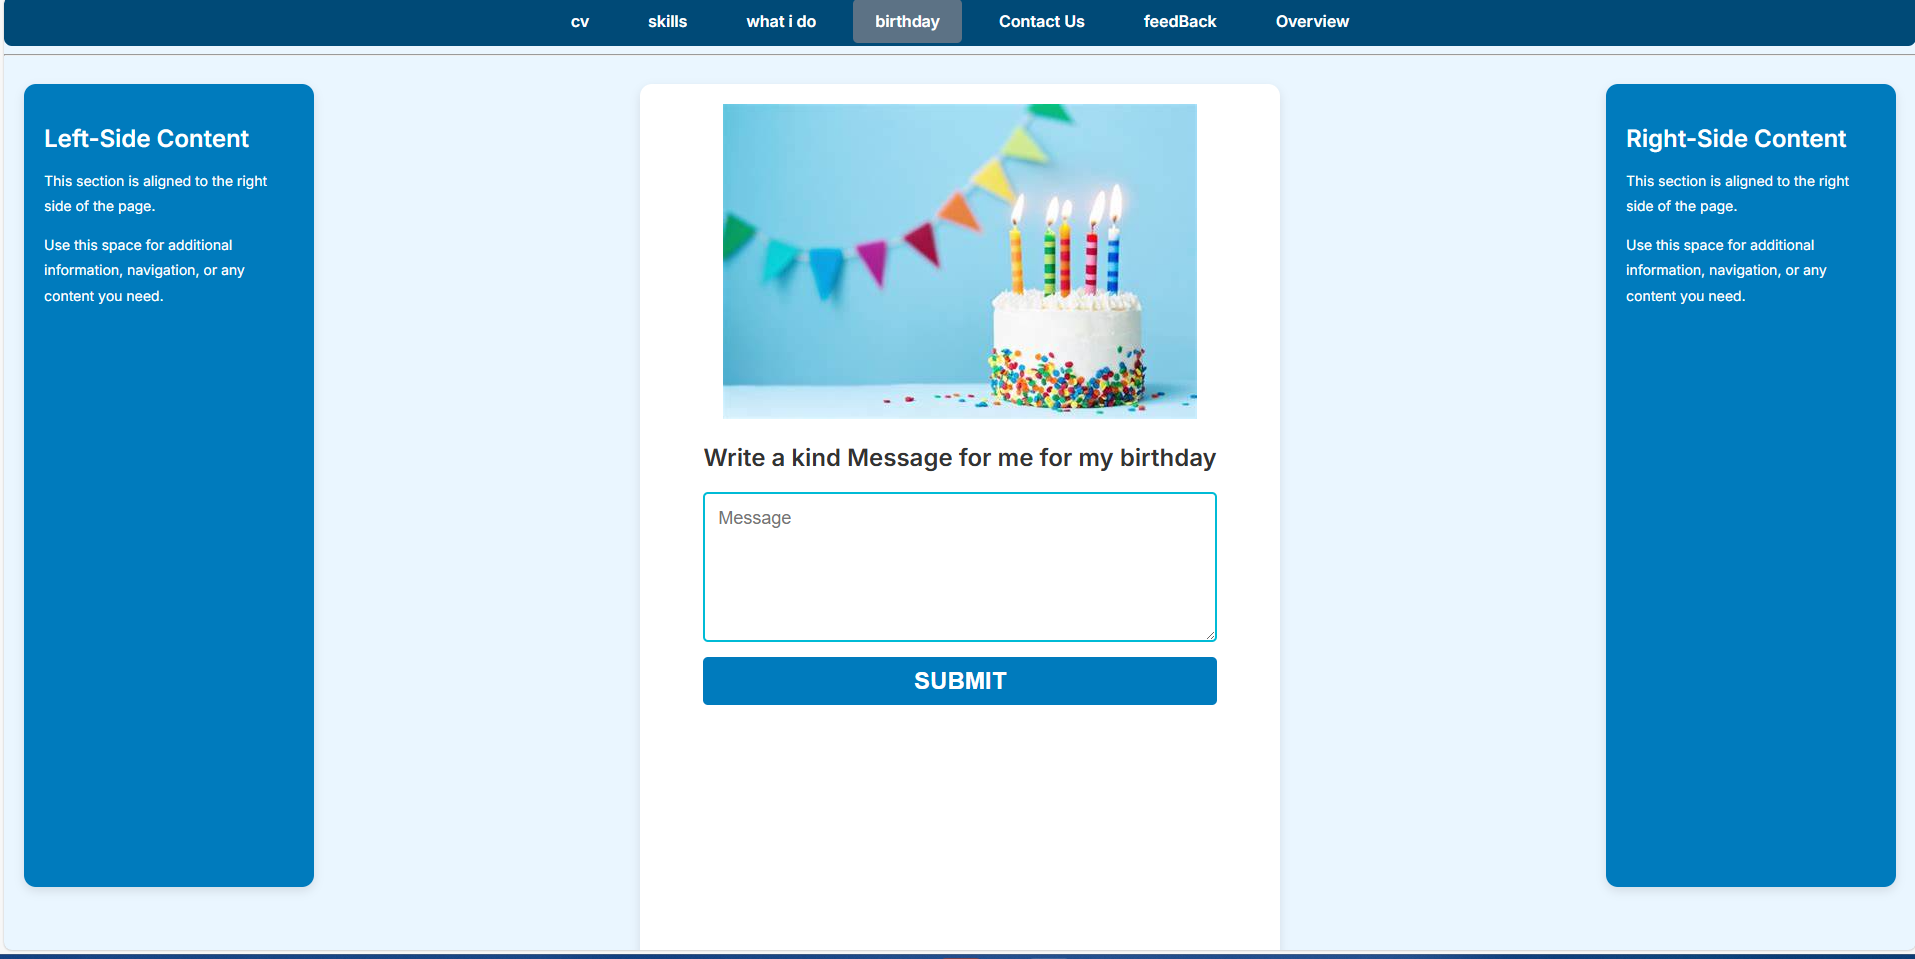 cv skills what i do birthday Contact Us feedBack Overview
Left-Side Content
This section is aligned to the right
side of the page.
Use this space for additional
information, navigation, or any
content you need.
Write a kind Message for me for my birthday
Message
SUBMIT
Right-Side Content
This section is aligned to the right
side of the page.
Use this space for additional
information, navigation, or any
content you need.